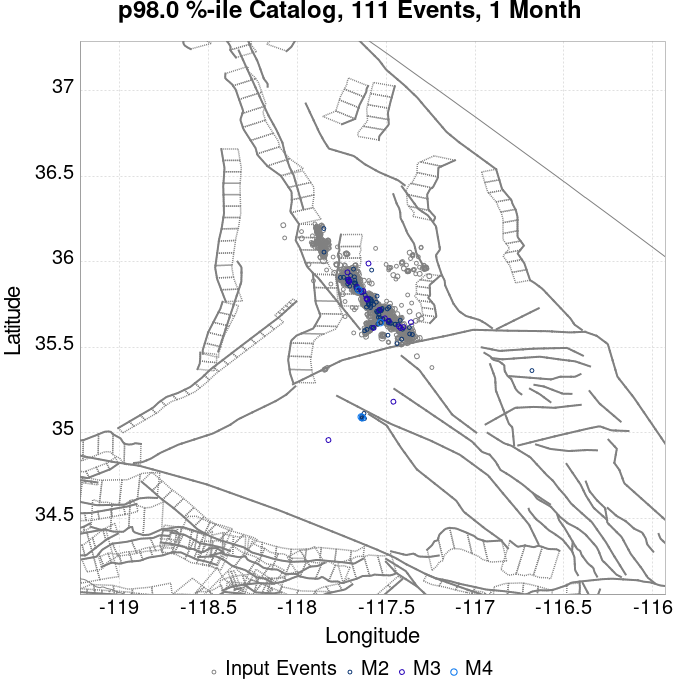 p98.0 %-ile Catalog, 111 Events, 1 Month
37
36.5
36
35.5
35
34.5
Latitude
-119 -118.5 -118 -117.5 -117 -116.5 -116
Longitude
Input Events M2 M3 M4